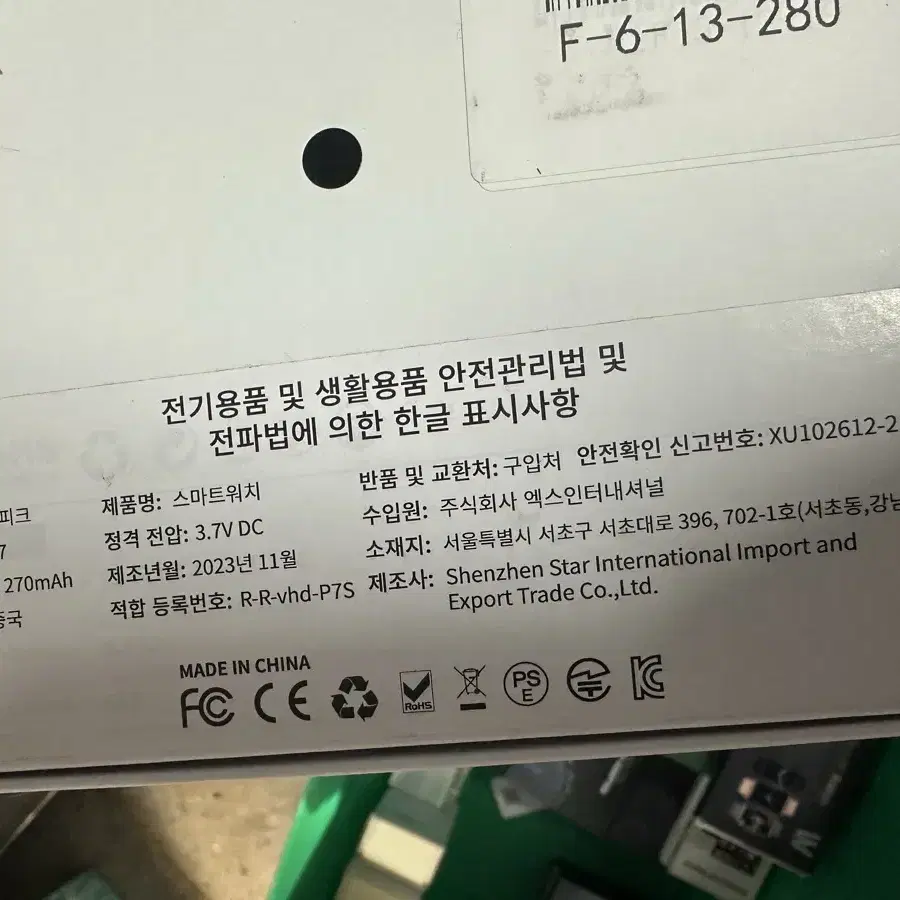 F-6-13-280
전기용품 및 생활용품 안전관리법 및
전파법에 의한 한글 표시사항
피크
7
270mAh
중국
제품명: 스마트워치
정격 전압: 3.7V DC
제조년월: 2023년 11월
적합 등록번호: R-R-vhd-P7S
반품 및 교환처: 구입처 안전확인 신고번호: XU102612-2
수입원: 주식회사 엑스인터내셔널
소재지: 서울특별시 서초구 서초대로 396, 702-1호(서초동,강남
제조사: Shenzhen Star International Import and
Export Trade Co.,Ltd.
MADE IN CHINA
FC CE RoHS PS E KC